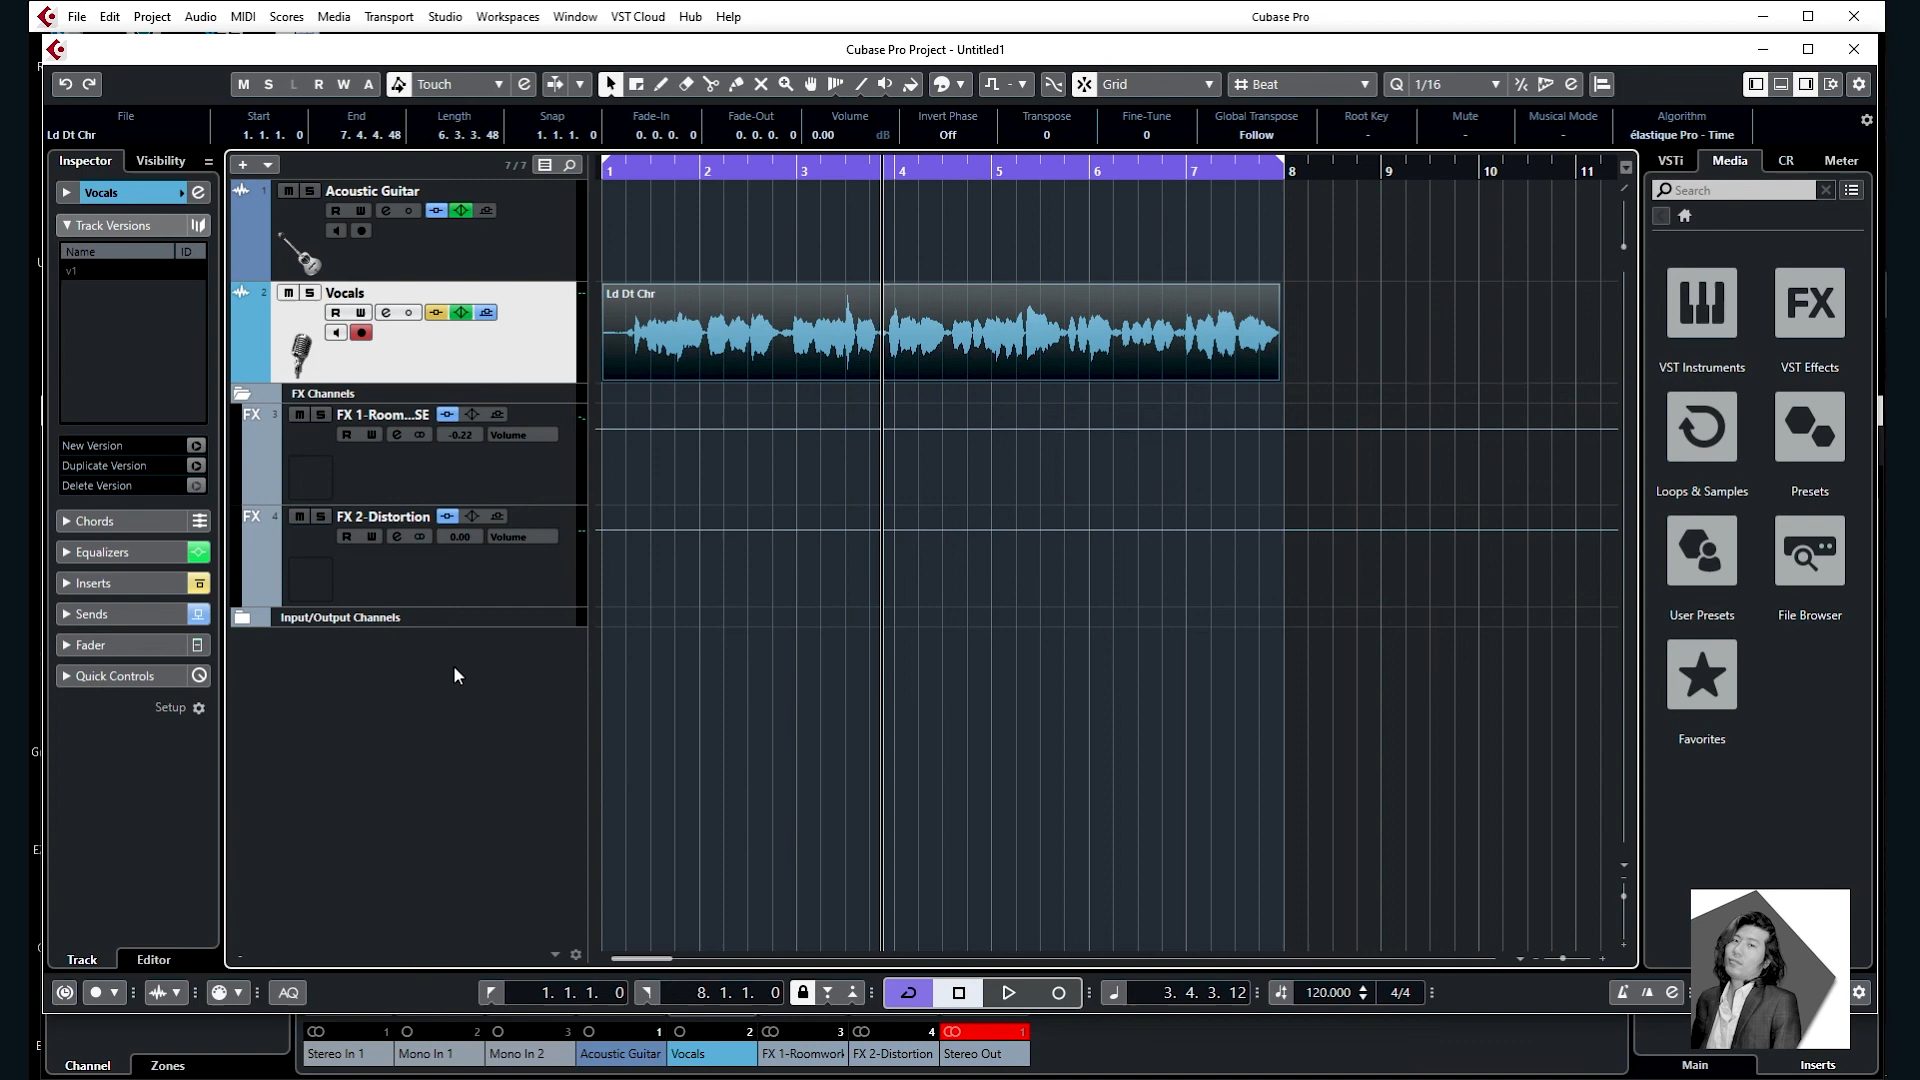 File Edit Project Audio MIDI Scores Media Transport Studio Workspaces Window VST Cloud Hub Help
Cubase Pro
Cubase Pro Project - Untitled1
M S L R W A Touch Grid Beat Q 1/16
File Start End Length Snap Fade-In Fade-Out Volume Invert Phase Transpose Fine-Tune Global Transpose Root Key Mute Musical Mode Algorithm
Ld Dt Chr 1. 1. 1. 0 7. 4. 4. 48 6. 3. 3. 48 1. 1. 1. 0 0. 0. 0. 0 0. 0. 0. 0 0.00 dB Off 0 0 Follow - - - élastique Pro - Time
Inspector Visibility
7 / 7
1 2 3 4 5 6 7 8 9 10 11
VSTi Media CR Meter
Vocals
Track Versions
Name ID
v1
New Version
Duplicate Version
Delete Version
Chords
Equalizers
Inserts
Sends
Fader
Quick Controls
Setup
Track Editor
1 m S Acoustic Guitar
R W e
2 m S Vocals
R W e
FX Channels
FX 3 m S FX 1-Room...SE
R W e -0.22 Volume
FX 4 m S FX 2-Distortion
R W e 0.00 Volume
Input/Output Channels
Ld Dt Chr
Search
VST Instruments VST Effects
FX
Loops & Samples Presets
User Presets File Browser
Favorites
AQ 1. 1. 1. 0 8. 1. 1. 0 3. 4. 3. 12 120.000 4/4
1 2 3 1 2 3 4 1
Stereo In 1 Mono In 1 Mono In 2 Acoustic Guitar Vocals FX 1-Roomwork FX 2-Distortion Stereo Out
Channel Zones
Main Inserts